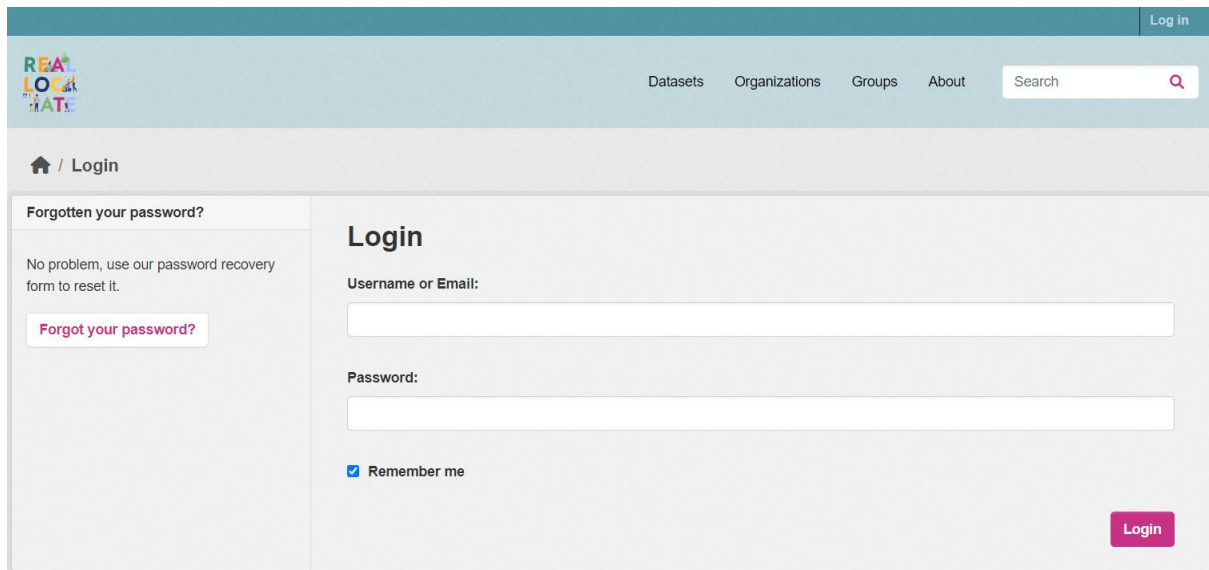 Log in
REAL
LOC
ATE
Datasets Organizations Groups About Search
/ Login
Forgotten your password?
No problem, use our password recovery
form to reset it.
Forgot your password?
Login
Username or Email:
Password:
Remember me
Login